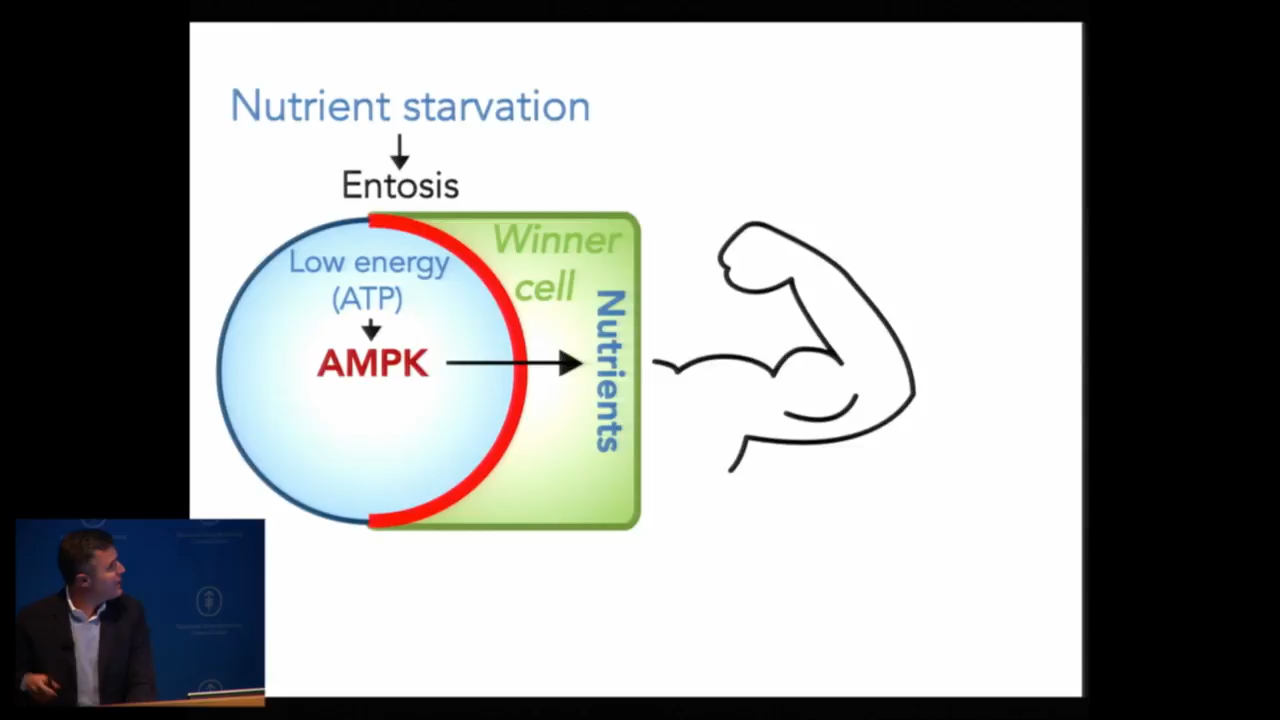 Nutrient starvation
Entosis
Winner
cell
Low energy
(ATP)
AMPK
Nutrients